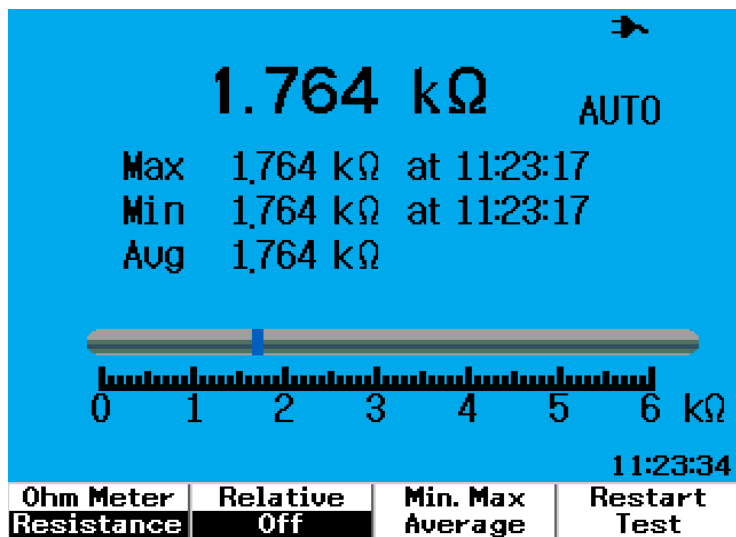 1.764 kΩ
AUTO
Max 1.764 kΩ at 11:23:17
Min 1.764 kΩ at 11:23:17
Avg 1.764 kΩ
0 1 2 3 4 5 6 kΩ
11:23:34
Ohm Meter Relative Min. Max Restart
Resistance Off Average Test